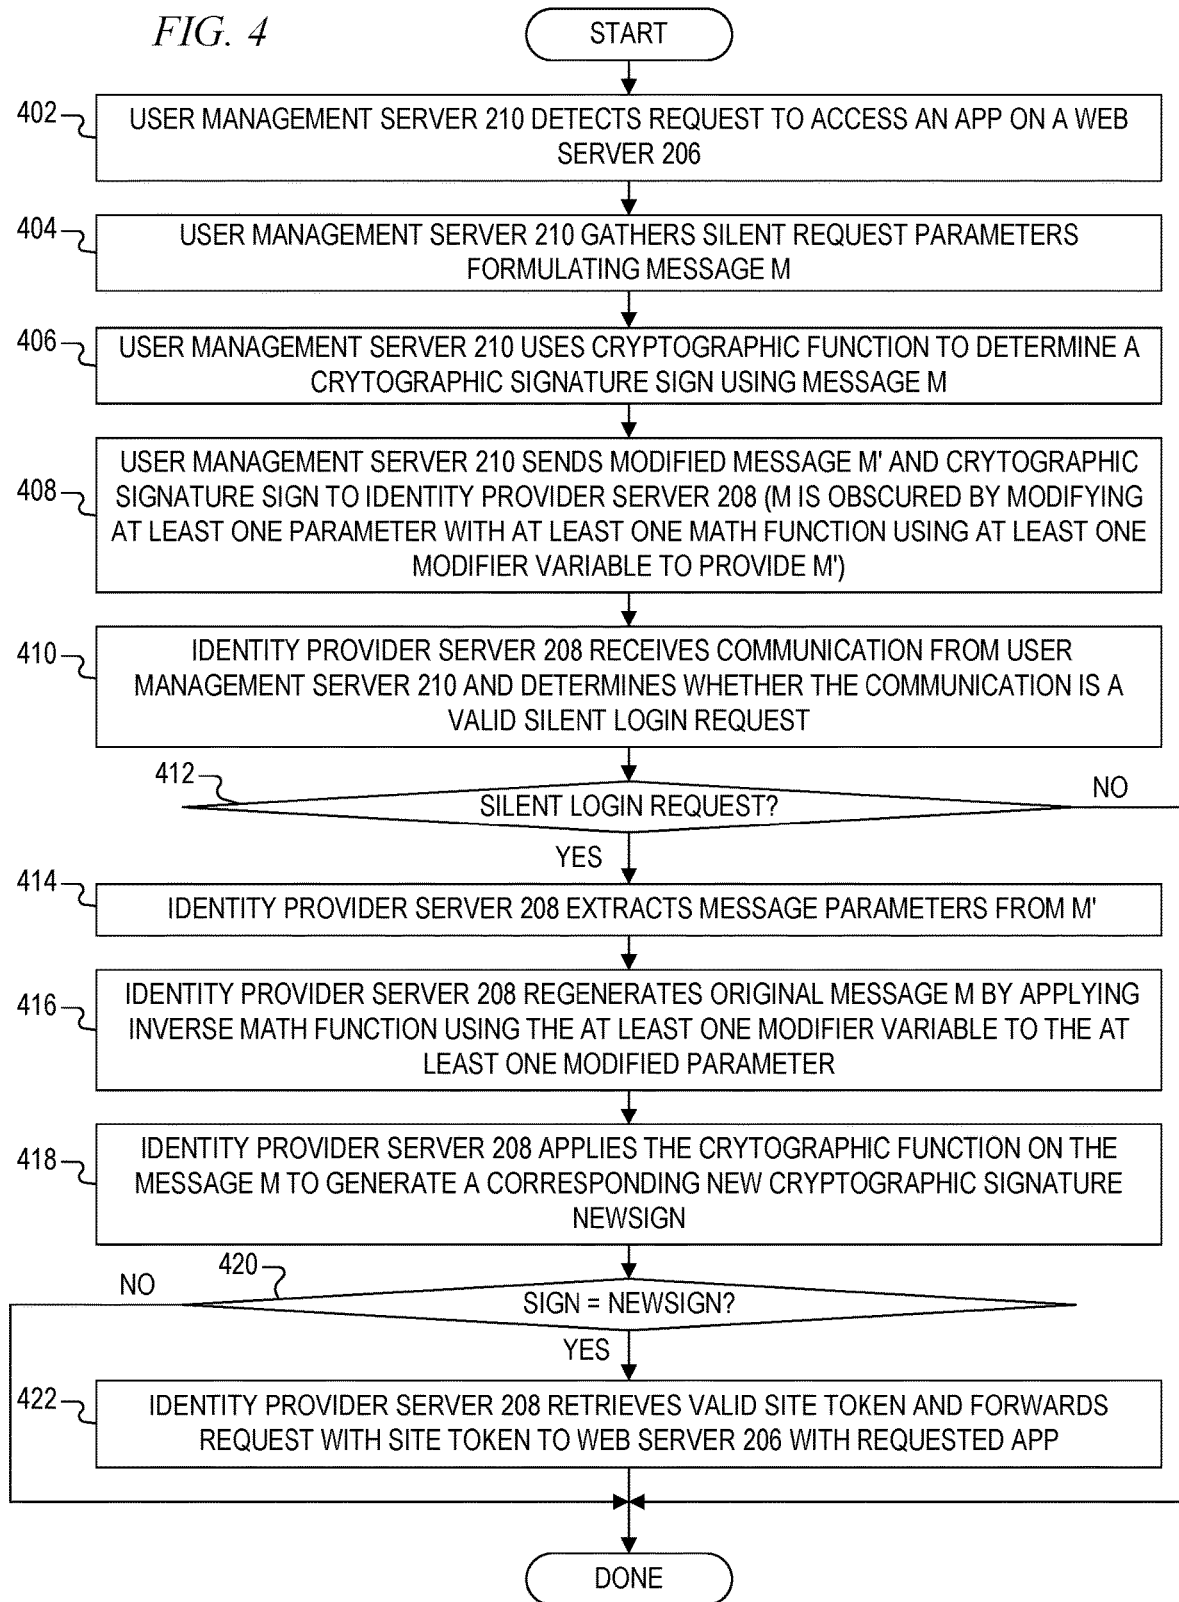 FIG. 4
START
402
USER MANAGEMENT SERVER 210 DETECTS REQUEST TO ACCESS AN APP ON A WEB
SERVER 206
404
USER MANAGEMENT SERVER 210 GATHERS SILENT REQUEST PARAMETERS
FORMULATING MESSAGE M
406
USER MANAGEMENT SERVER 210 USES CRYPTOGRAPHIC FUNCTION TO DETERMINE A
CRYTOGRAPHIC SIGNATURE SIGN USING MESSAGE M
408
USER MANAGEMENT SERVER 210 SENDS MODIFIED MESSAGE M' AND CRYTOGRAPHIC
SIGNATURE SIGN TO IDENTITY PROVIDER SERVER 208 (M IS OBSCURED BY MODIFYING
AT LEAST ONE PARAMETER WITH AT LEAST ONE MATH FUNCTION USING AT LEAST ONE
MODIFIER VARIABLE TO PROVIDE M')
410
IDENTITY PROVIDER SERVER 208 RECEIVES COMMUNICATION FROM USER
MANAGEMENT SERVER 210 AND DETERMINES WHETHER THE COMMUNICATION IS A
VALID SILENT LOGIN REQUEST
412
SILENT LOGIN REQUEST?
NO
YES
414
IDENTITY PROVIDER SERVER 208 EXTRACTS MESSAGE PARAMETERS FROM M'
416
IDENTITY PROVIDER SERVER 208 REGENERATES ORIGINAL MESSAGE M BY APPLYING
INVERSE MATH FUNCTION USING THE AT LEAST ONE MODIFIER VARIABLE TO THE AT
LEAST ONE MODIFIED PARAMETER
418
IDENTITY PROVIDER SERVER 208 APPLIES THE CRYTOGRAPHIC FUNCTION ON THE
MESSAGE M TO GENERATE A CORRESPONDING NEW CRYPTOGRAPHIC SIGNATURE
NEWSIGN
420
NO
SIGN = NEWSIGN?
YES
422
IDENTITY PROVIDER SERVER 208 RETRIEVES VALID SITE TOKEN AND FORWARDS
REQUEST WITH SITE TOKEN TO WEB SERVER 206 WITH REQUESTED APP
DONE